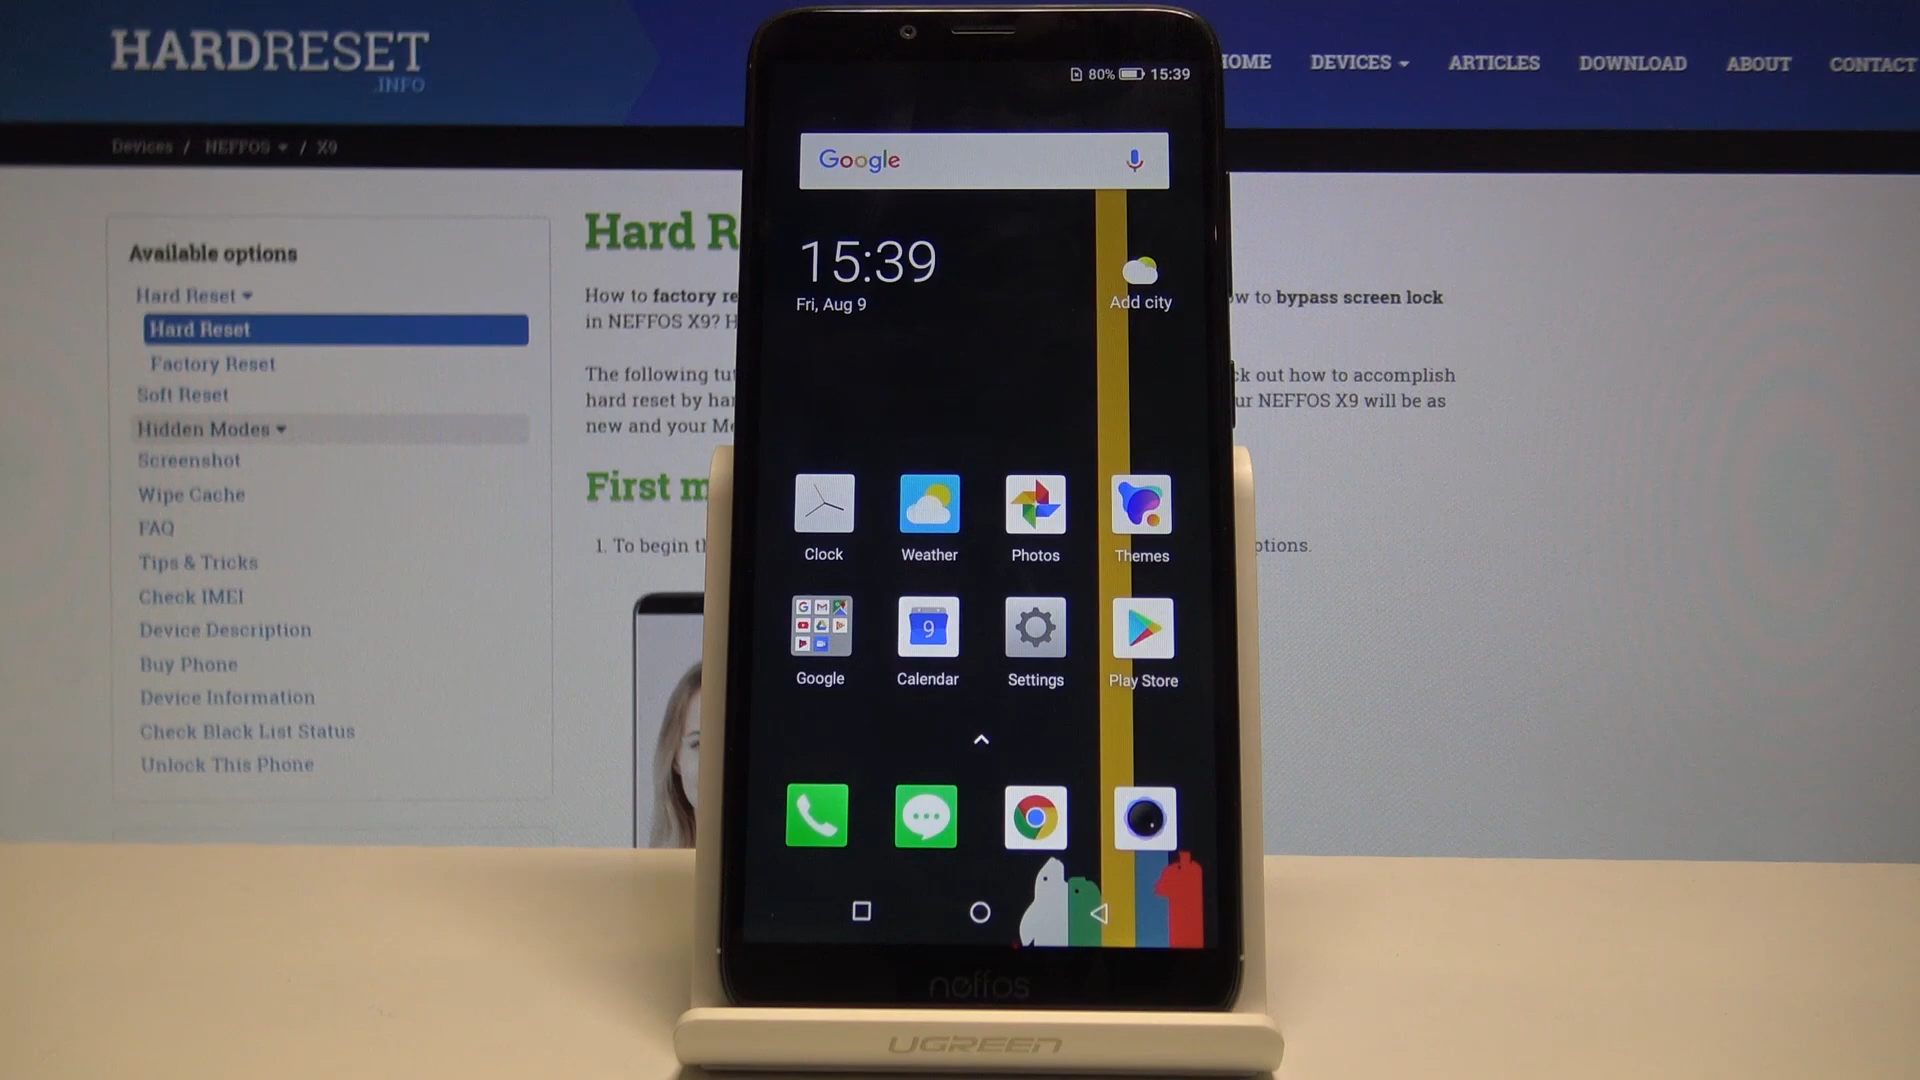 HARDRESET
.INFO
HOME DEVICES ARTICLES DOWNLOAD ABOUT CONTACT
Devices / NEFFOS / X9
Available options
Hard Reset
Hard Reset
Factory Reset
Soft Reset
Hidden Modes
Screenshot
Wipe Cache
FAQ
Tips & Tricks
Check IMEI
Device Description
Buy Phone
Device Information
Check Black List Status
Unlock This Phone
Hard R
How to factory re
w to bypass screen lock
in NEFFOS X9? H
The following tut
ck out how to accomplish
hard reset by har
ur NEFFOS X9 will be as
new and your Me
First m
1. To begin th
ptions.
80% 15:39
Google
15:39
Fri, Aug 9
Add city
Clock Weather Photos Themes
9
Google Calendar Settings Play Store
neffos
UGREEN